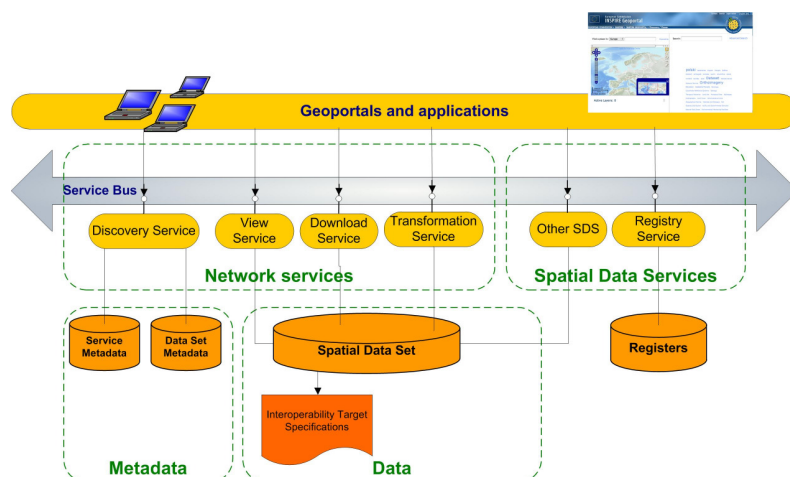 INSPIRE Geoportal
Geoportals and applications
Service Bus
Discovery Service
View
Service
Download
Service
Transformation
Service
Other SDS
Registry
Service
Network services
Spatial Data Services
Service
Metadata
Data Set
Metadata
Spatial Data Set
Registers
Interoperability Target
Specifications
Metadata
Data